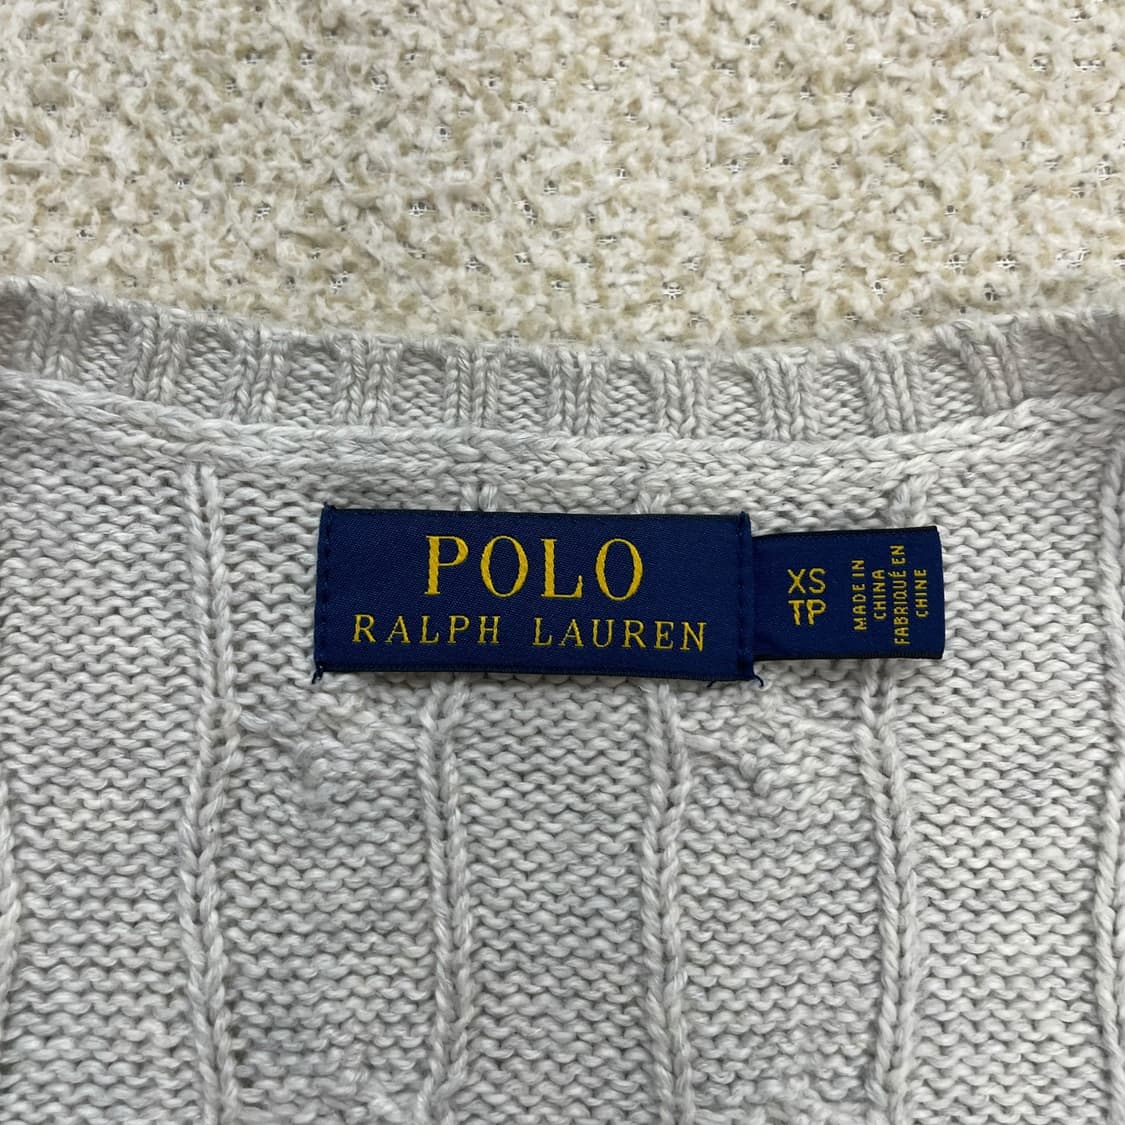 POLO
RALPH LAUREN
XS
TP
MADE IN
CHINA
FABRIQUÉ EN
CHINE